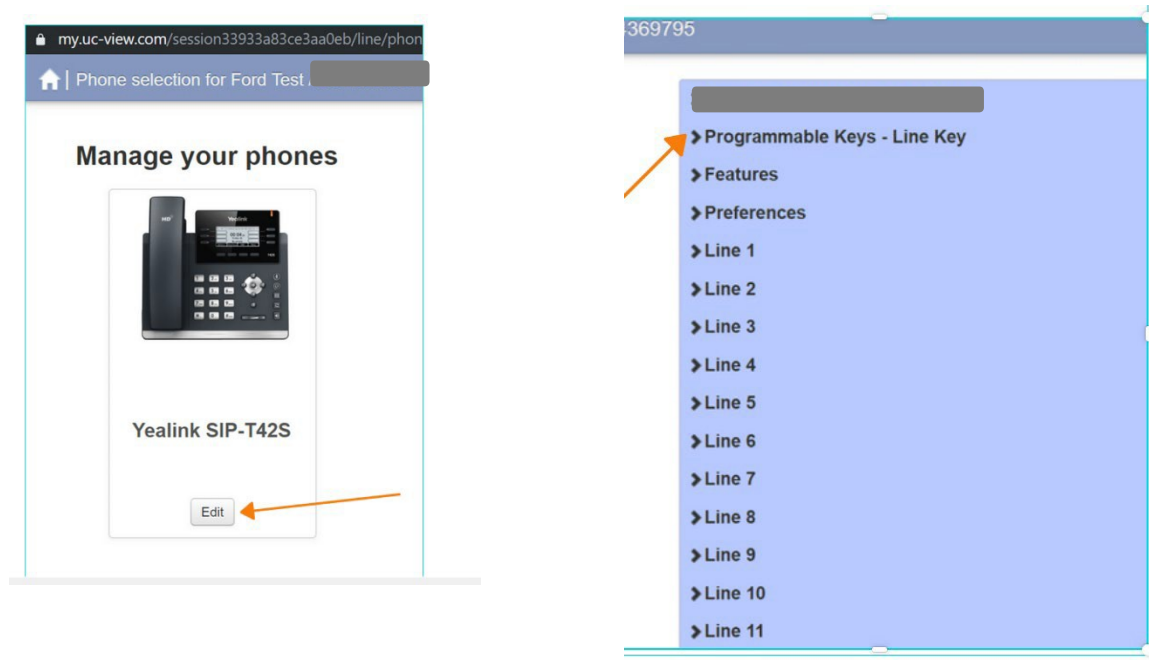 my.uc-view.com/session33933a83ce3aa0eb/line/phon
Phone selection for Ford Test
Manage your phones
HD
Yealink
Yealink SIP-T42S
Edit
369795
Programmable Keys - Line Key
Features
Preferences
Line 1
Line 2
Line 3
Line 4
Line 5
Line 6
Line 7
Line 8
Line 9
Line 10
Line 11